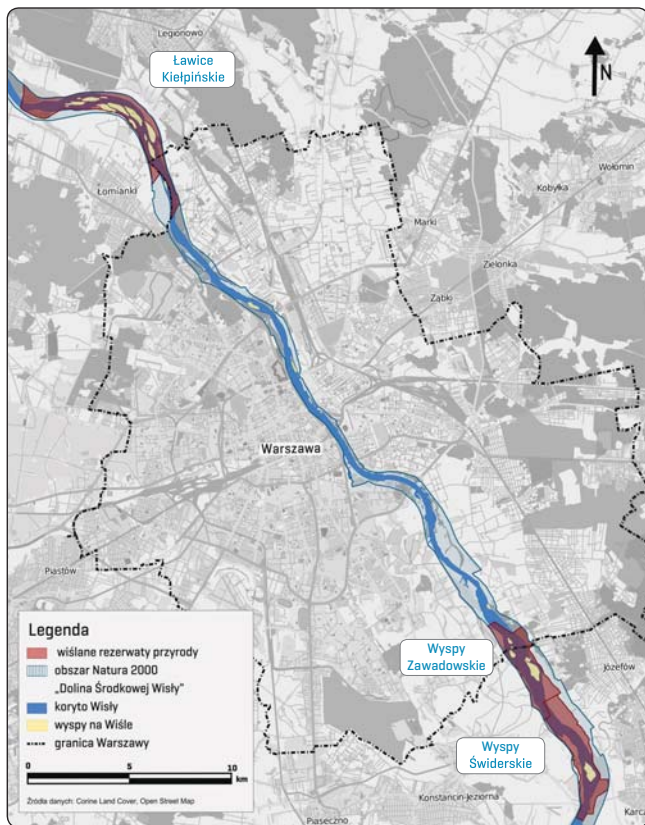 Legionowo
Ławice
Kiełpińskie
N
Wołomin
Łomianki
Kobyłka
Marki
Zielonka
Ząbki
Warszawa
Piastów
Legenda
wiślane rezerwaty przyrody
obszar Natura 2000
„Dolina Środkowej Wisły"
koryto Wisły
wyspy na Wiśle
granica Warszawy
0 5 10
km
Źródła danych: Corine Land Cover, Open Street Map
Wyspy
Zawadowskie
Józefów
Wyspy
Świderskie
Konstancin-Jeziorna
Piaseczno
Karcz